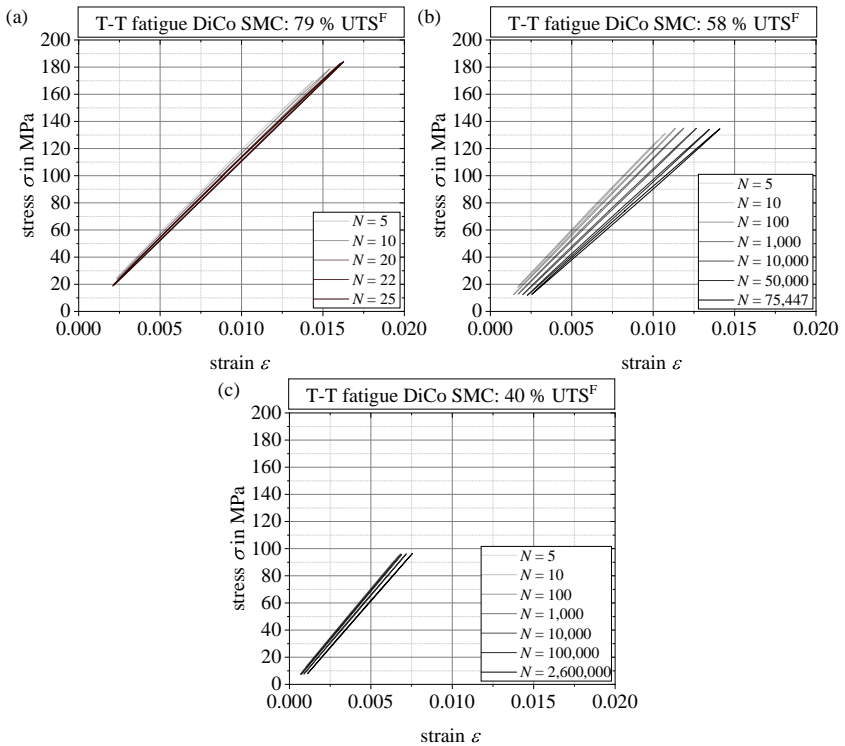 (a)
T-T fatigue DiCo SMC: 79 % UTSF
200
180
160
140
120
100
80
60
40
20
0
stress σ in MPa
N = 5
N = 10
N = 20
N = 22
N = 25
0.000 0.005 0.010 0.015 0.020
strain ε
(b)
T-T fatigue DiCo SMC: 58 % UTSF
200
180
160
140
120
100
80
60
40
20
0
stress σ in MPa
N = 5
N = 10
N = 100
N = 1,000
N = 10,000
N = 50,000
N = 75,447
0.000 0.005 0.010 0.015 0.020
strain ε
(c)
T-T fatigue DiCo SMC: 40 % UTSF
200
180
160
140
120
100
80
60
40
20
0
stress σ in MPa
N = 5
N = 10
N = 100
N = 1,000
N = 10,000
N = 100,000
N = 2,600,000
0.000 0.005 0.010 0.015 0.020
strain ε